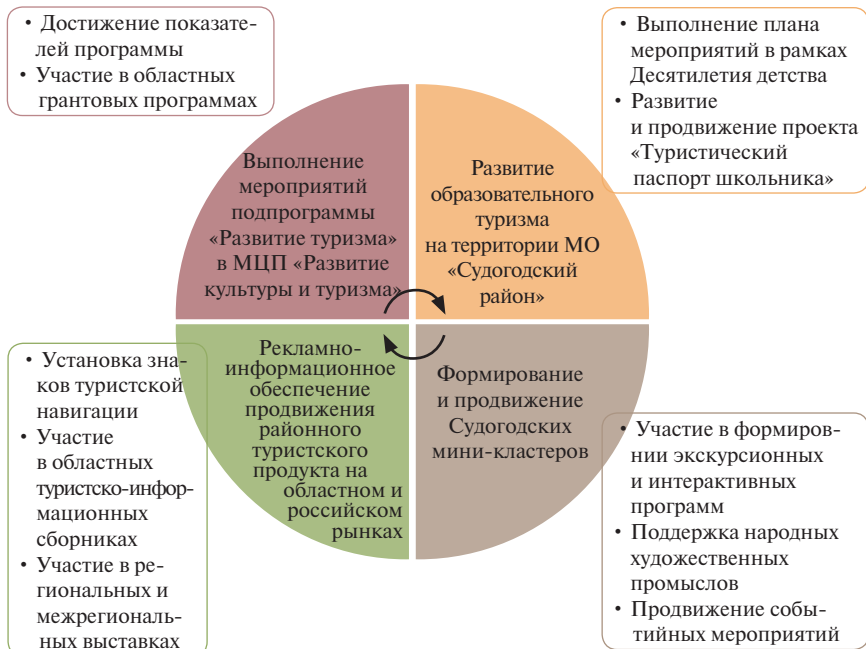 • Достижение показате-
лей программы
• Участие в областных
грантовых программах
• Выполнение плана
мероприятий в рамках
Десятилетия детства
• Развитие
и продвижение проекта
«Туристический
паспорт школьника»
Выполнение
мероприятий
подпрограммы
«Развитие туризма»
в МЦП «Развитие
культуры и туризма»
Развитие
образовательного
туризма
на территории МО
«Судогодский
район»
• Установка зна-
ков туристской
навигации
• Участие
в областных
туристско-инфор-
мационных
сборниках
• Участие в ре-
гиональных и
межрегиональ-
ных выставках
Рекламно-
информационное
обеспечение
продвижения
районного
туристского
продукта на
областном и
российском
рынках
Формирование
и продвижение
Судогодских
мини-кластеров
• Участие в формиров-
нии экскурсионных
и интерактивных
программ
• Поддержка народных
художественных
промыслов
• Продвижение собы-
тийных мероприятий